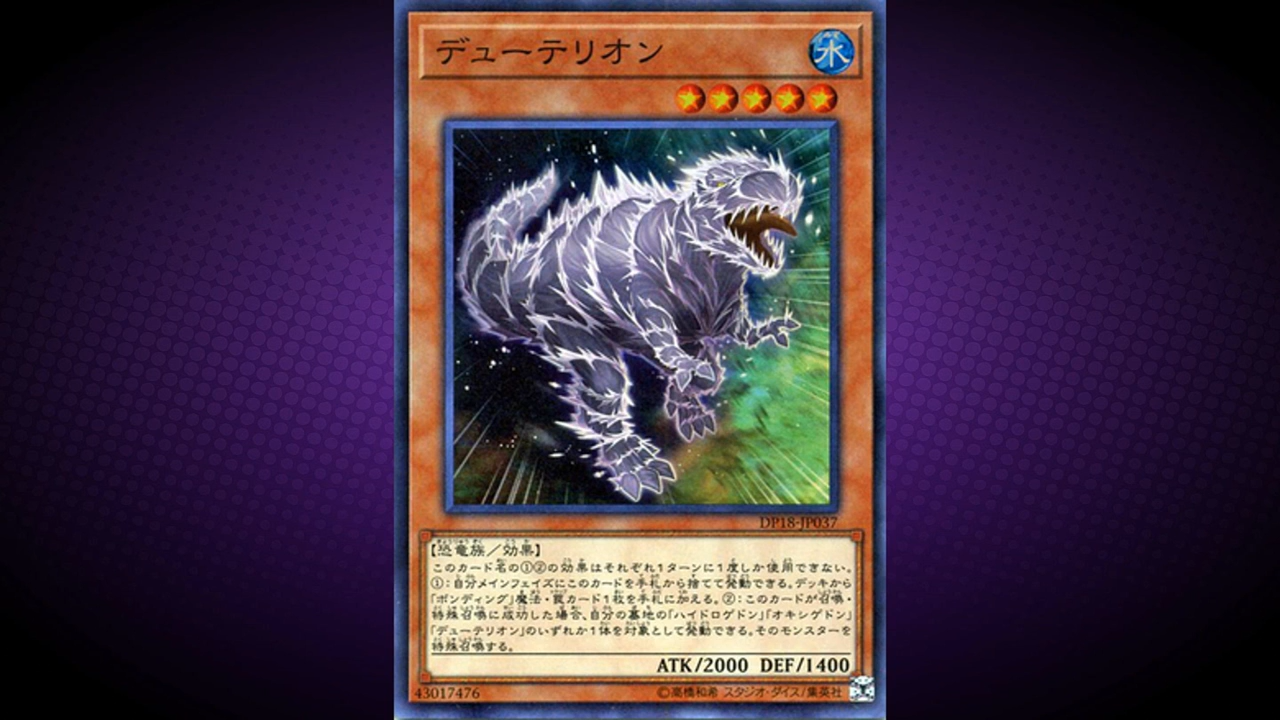 デューテリオン
水
DP18-JP037
【恐竜族/効果】
このカード名の①②の効果はそれぞれ1ターンに1度しか使用できない。
①:自分メインフェイズにこのカードを手札から捨てて発動できる。デッキから
「ボンディング」魔法・罠カード1枚を手札に加える。②:このカードが召喚・
特殊召喚に成功した場合、自分の墓地の「ハイドロゲドン」「オキシゲドン」
「デューテリオン」のいずれか1体を対象として発動できる。そのモンスターを
特殊召喚する。
ATK/2000 DEF/1400
43017476
©高橋和希 スタジオ・ダイス/集英社